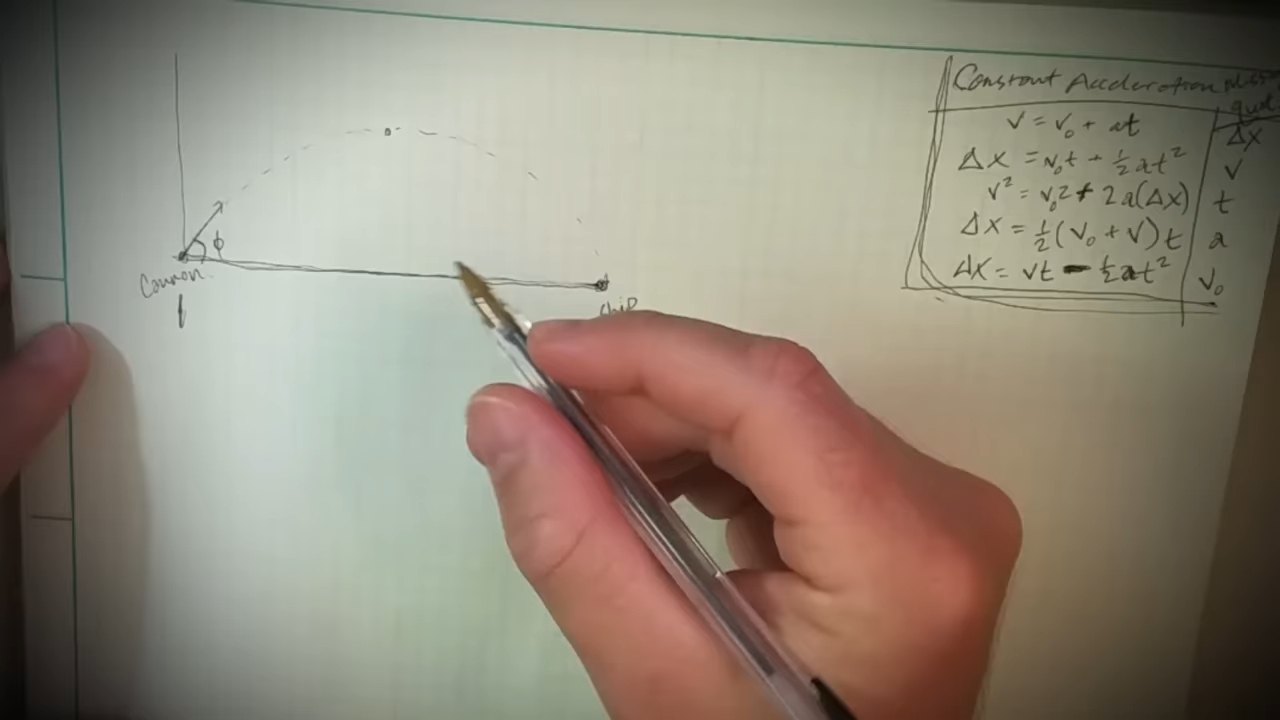 ϕ
Cannon
Ship
Constant Acceleration
v = v₀ + at
Δx = v₀t + ½at²
v² = v₀2 + 2a(Δx)
Δx = ½(v₀ + v)t
Δx = vt - ½at²
Δx
v
t
a
v₀